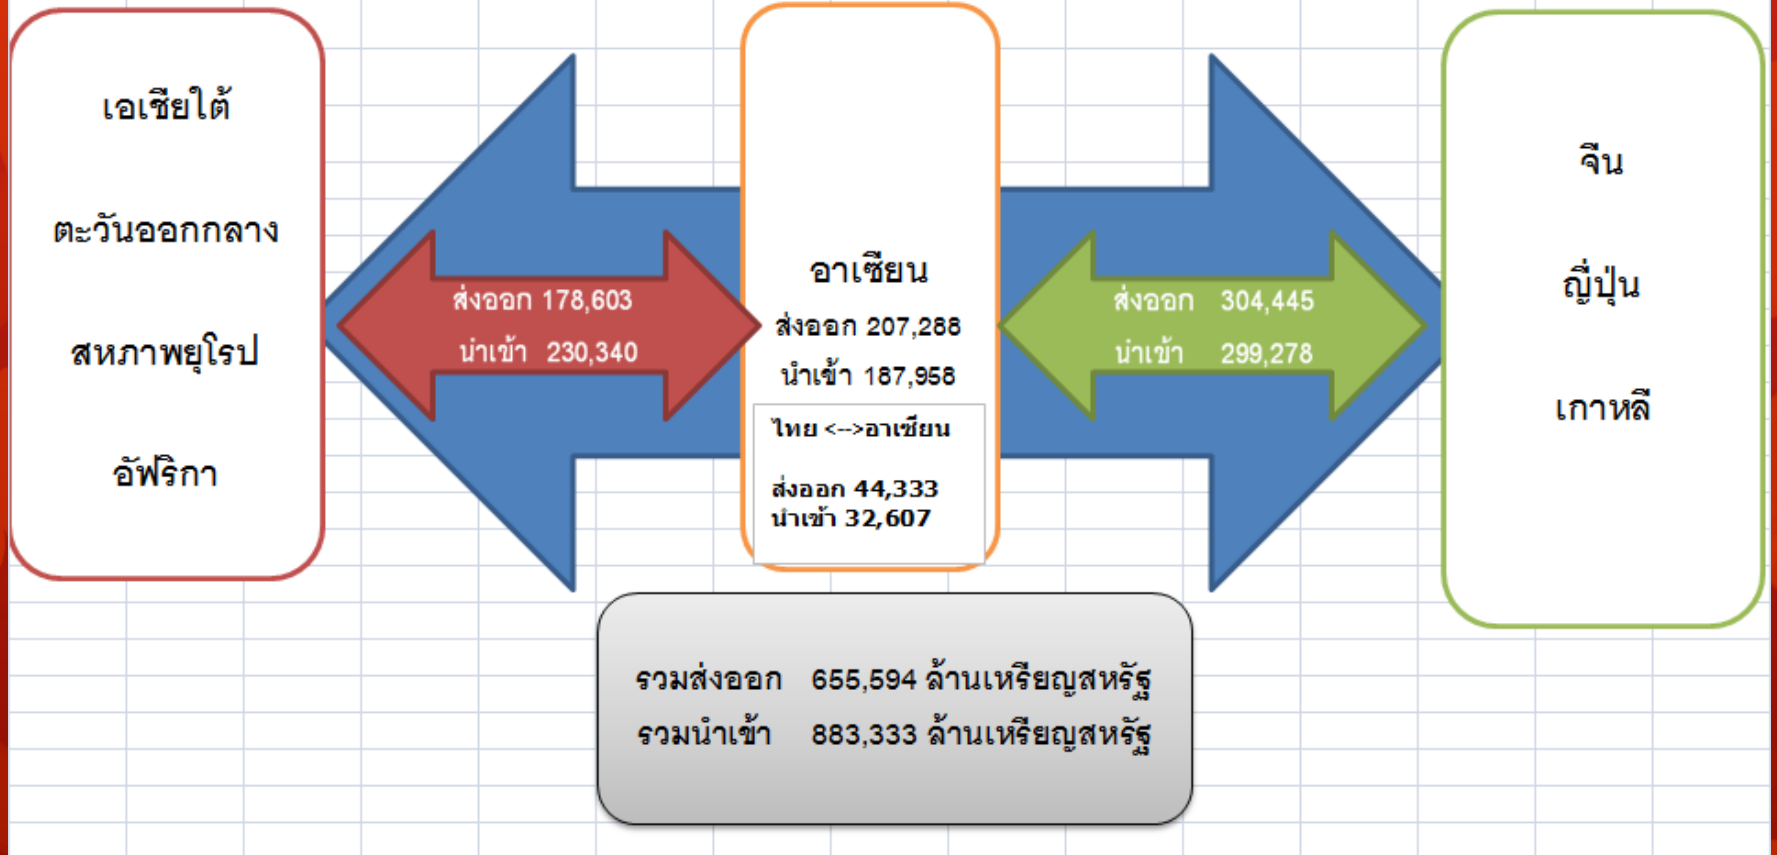 เอเชียใต้
ตะวันออกกลาง
สหภาพยุโรป
อัฟริกา
ส่งออก 178,603
นำเข้า 230,340
อาเซียน
ส่งออก 207,288
นำเข้า 187,958
ไทย <-->อาเซียน
ส่งออก 44,333
นำเข้า 32,607
ส่งออก 304,445
นำเข้า 299,278
จีน
ญี่ปุ่น
เกาหลี
รวมส่งออก 655,594 ล้านเหรียญสหรัฐ
รวมนำเข้า 883,333 ล้านเหรียญสหรัฐ